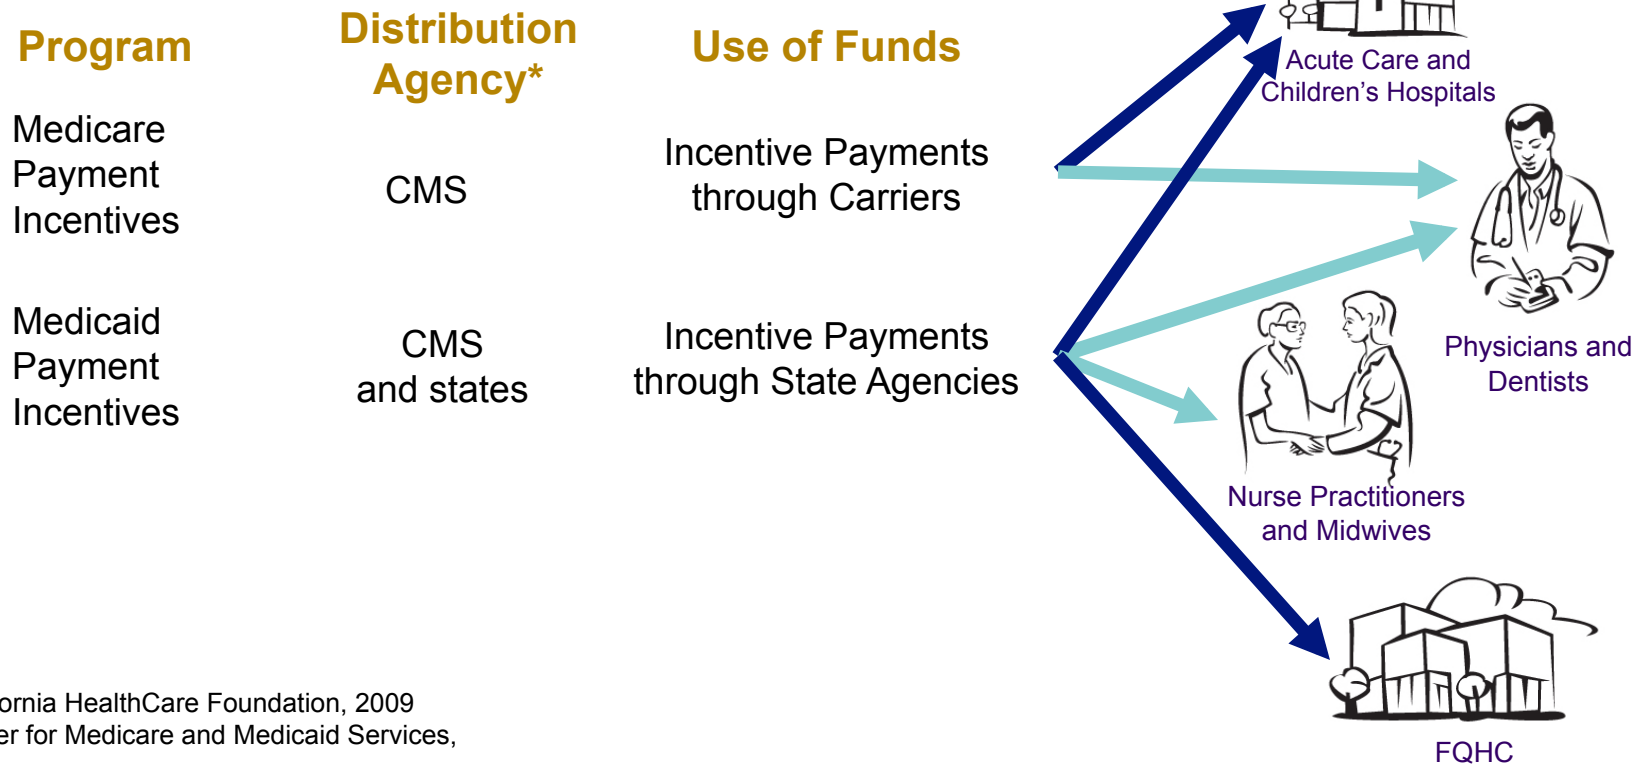 Program
Distribution
Agency*
Use of Funds
Acute Care and
Children's Hospitals
Medicare
Payment
Incentives
CMS
Incentive Payments
through Carriers
Medicaid
Payment
Incentives
CMS
and states
Incentive Payments
through State Agencies
Physicians and
Dentists
Nurse Practitioners
and Midwives
ornia HealthCare Foundation, 2009
er for Medicare and Medicaid Services,
FQHC